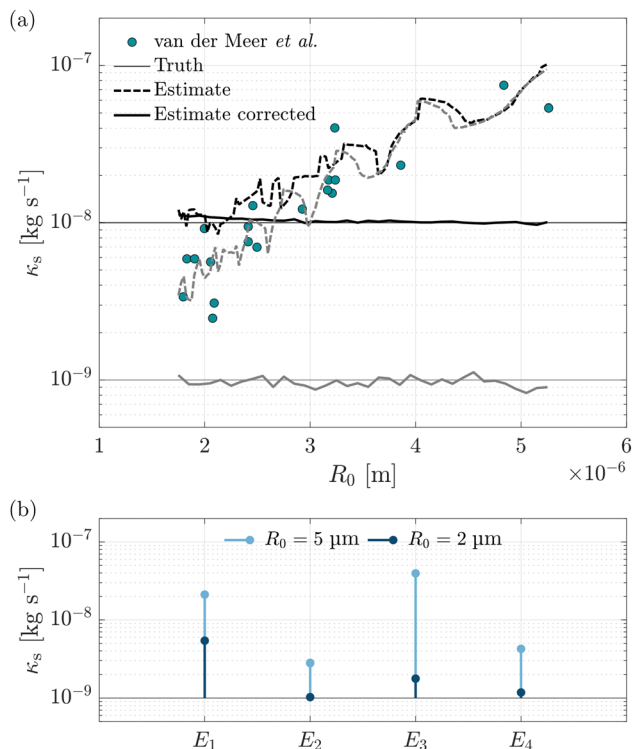 (a)
van der Meer et al.
Truth
Estimate
Estimate corrected
10⁻⁷
10⁻⁸
10⁻⁹
κₛ [kg s⁻¹]
1 2 3 4 5 6
R₀ [m]
×10⁻⁶
(b)
R₀ = 5 µm R₀ = 2 µm
10⁻⁷
10⁻⁸
10⁻⁹
κₛ [kg s⁻¹]
E₁ E₂ E₃ E₄